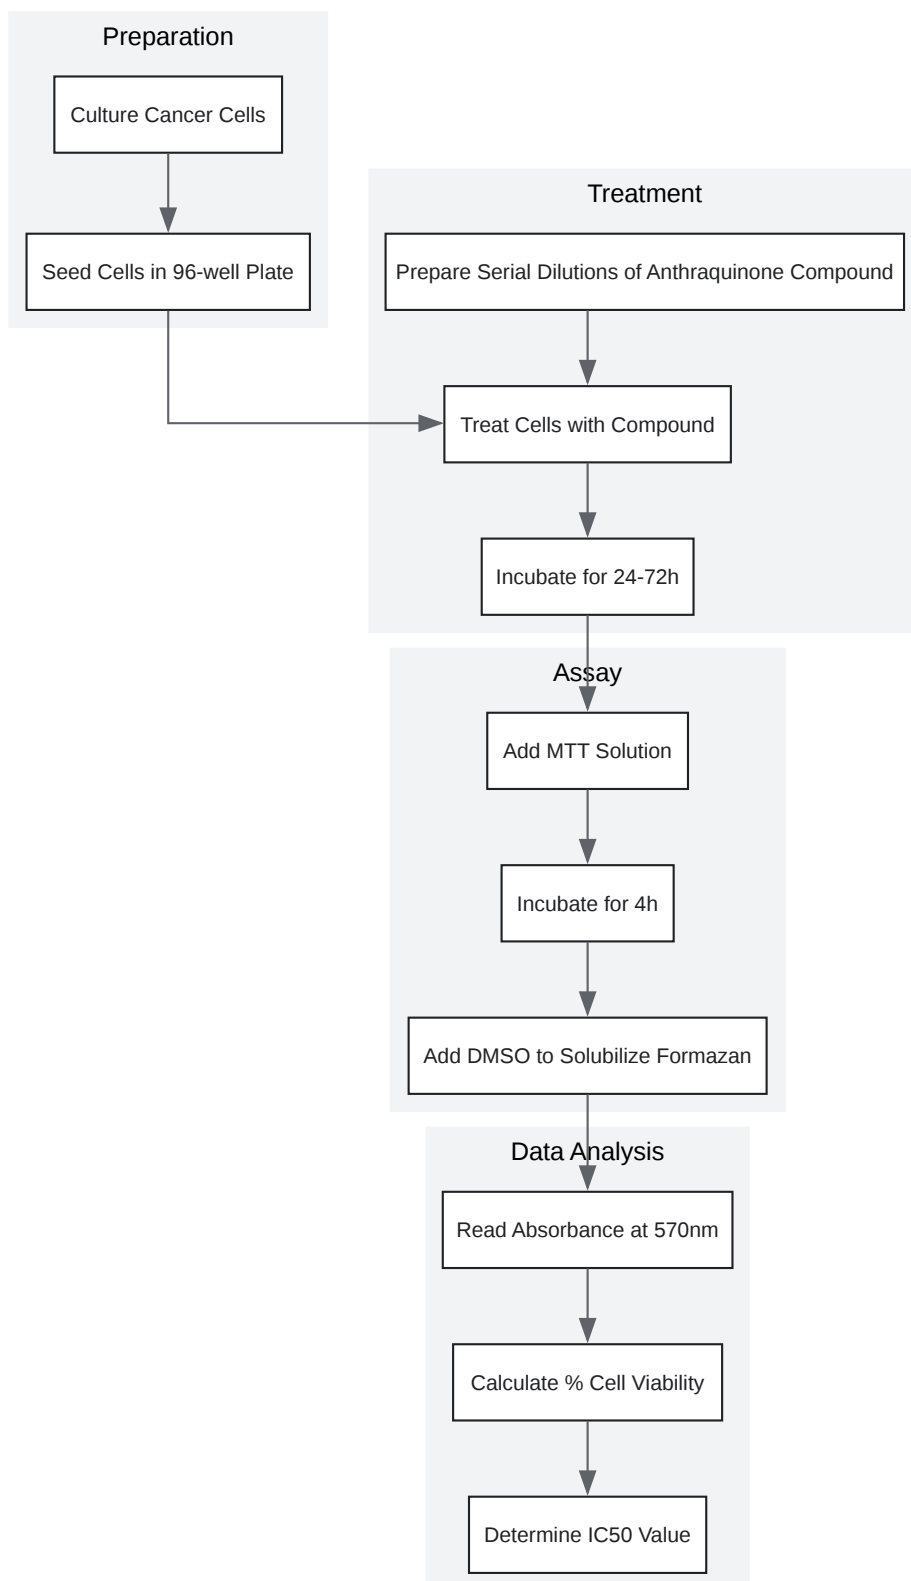 Preparation
Culture Cancer Cells
Seed Cells in 96-well Plate
Treatment
Prepare Serial Dilutions of Anthraquinone Compound
Treat Cells with Compound
Incubate for 24-72h
Assay
Add MTT Solution
Incubate for 4h
Add DMSO to Solubilize Formazan
Data Analysis
Read Absorbance at 570nm
Calculate % Cell Viability
Determine IC50 Value